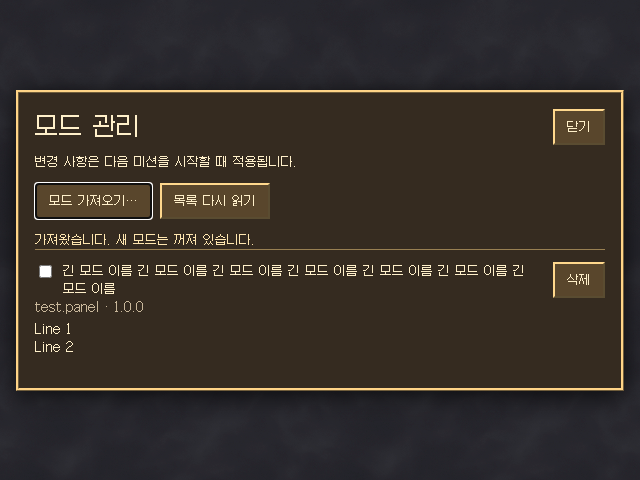 모드 관리
닫기
변경 사항은 다음 미션을 시작할 때 적용됩니다.
모드 가져오기…
목록 다시 읽기
가져왔습니다. 새 모드는 꺼져 있습니다.
긴 모드 이름 긴 모드 이름 긴 모드 이름 긴 모드 이름 긴 모드 이름 긴 모드 이름 긴
모드 이름
삭제
test.panel · 1.0.0
Line 1
Line 2